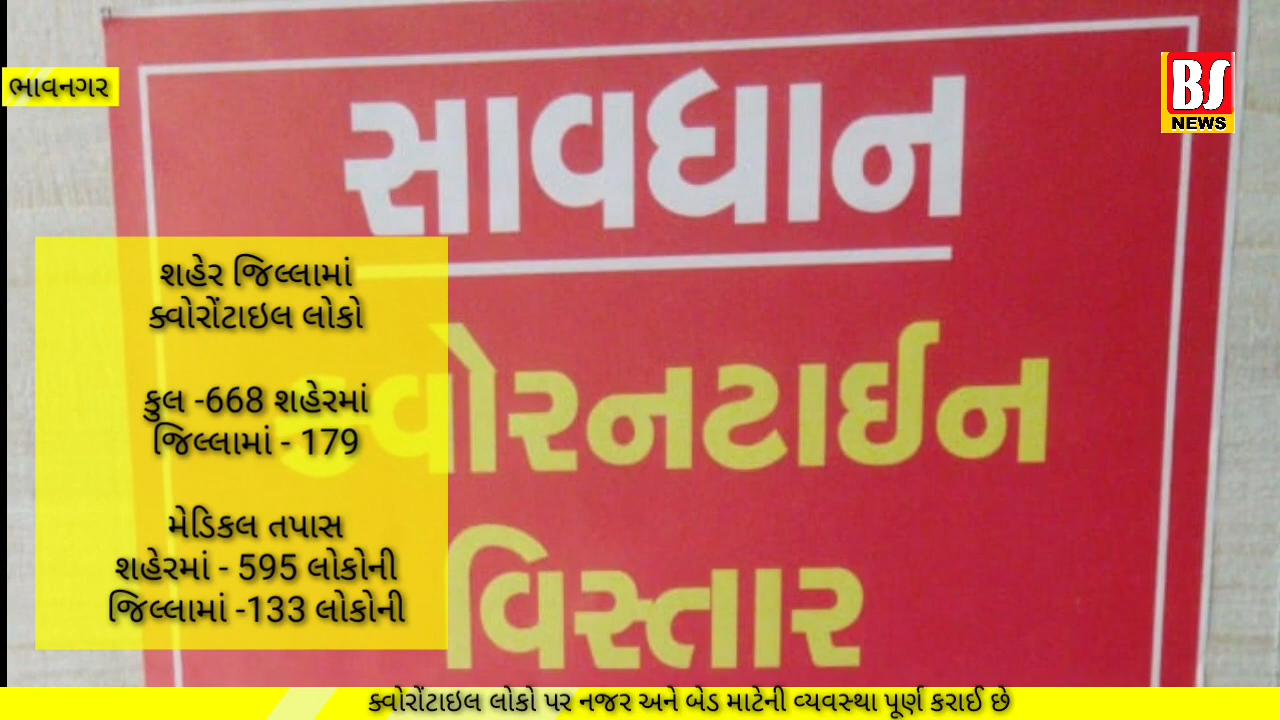 ભાવનગર
BS
NEWS
સાવધાન
ક્વોરનટાઈન
વિસ્તાર
શહેર જિલ્લામાં
ક્વોરોંટાઇલ લોકો
કુલ -668 શહેરમાં
જિલ્લામાં - 179
મેડિકલ તપાસ
શહેરમાં - 595 લોકોની
જિલ્લામાં -133 લોકોની
ક્વોરોંટાઇલ લોકો પર નજર અને બેડ માટેની વ્યવસ્થા પૂર્ણ કરાઈ છે